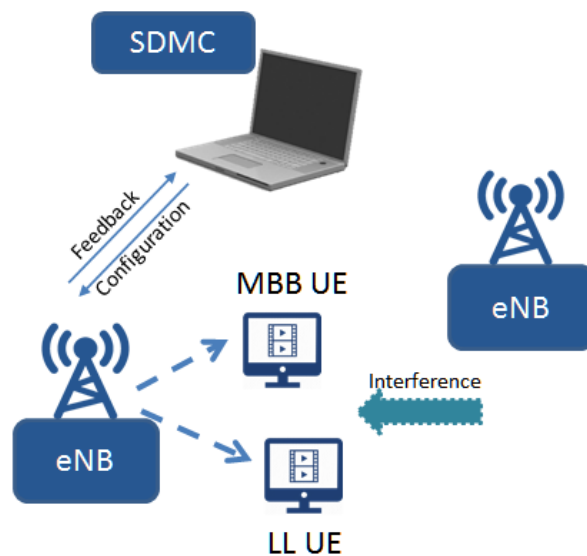 SDMC
Feedback
Configuration
eNB
MBB UE
Interference
eNB
LL UE